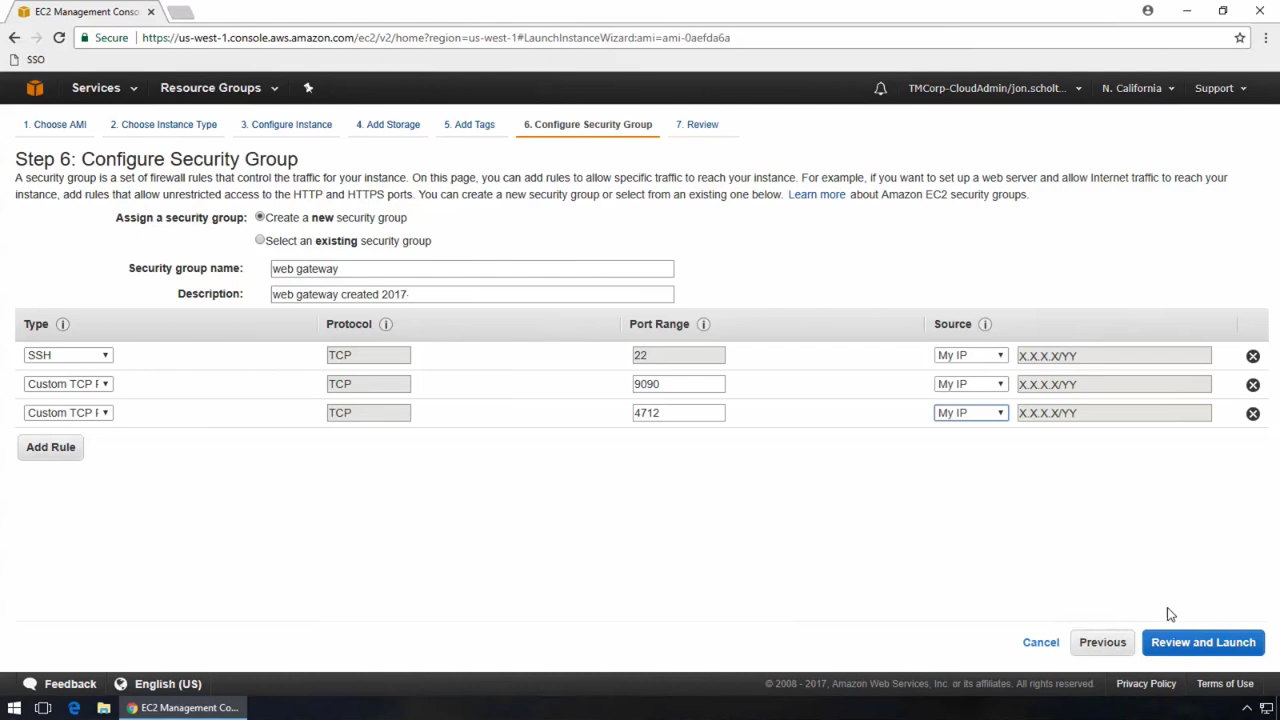 EC2 Management Conso
Secure https://us-west-1.console.aws.amazon.com/ec2/v2/home?region=us-west-1#LaunchInstanceWizard:ami=ami-0aefda6a
SSO
Services Resource Groups TMCorp-CloudAdmin/jon.scholt... N. California Support
1. Choose AMI 2. Choose Instance Type 3. Configure Instance 4. Add Storage 5. Add Tags 6. Configure Security Group 7. Review
Step 6: Configure Security Group
A security group is a set of firewall rules that control the traffic for your instance. On this page, you can add rules to allow specific traffic to reach your instance. For example, if you want to set up a web server and allow Internet traffic to reach your
instance, add rules that allow unrestricted access to the HTTP and HTTPS ports. You can create a new security group or select from an existing one below. Learn more about Amazon EC2 security groups.
Assign a security group: Create a new security group
Select an existing security group
Security group name: web gateway
Description: web gateway created 2017-
Type Protocol Port Range Source
SSH TCP 22 My IP X.X.X.X/YY
Custom TCP TCP 9090 My IP X.X.X.X/YY
Custom TCP TCP 4712 My IP X.X.X.X/YY
Add Rule
Cancel Previous Review and Launch
Feedback English (US) © 2008 - 2017, Amazon Web Services, Inc. or its affiliates. All rights reserved. Privacy Policy Terms of Use
EC2 Management Co...